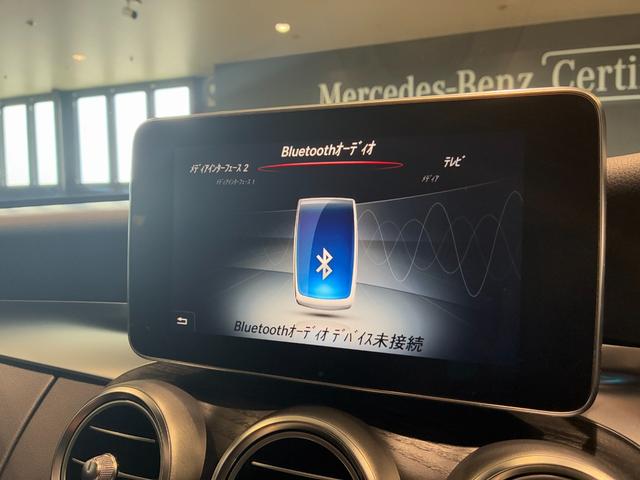 Mercedes-Benz Certi
Bluetoothオーディオ
メディアインターフェース 2
テレビ
メディアインターフェース 1
メディア
Bluetoothオーディオ デバイス未接続